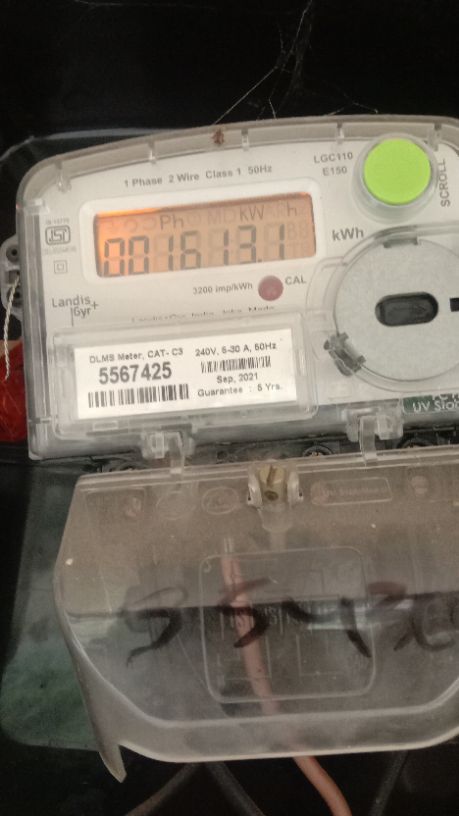 LGC110
E150
SCROLL
1 Phase 2 Wire Class 1 50Hz
Ph MD kW h
001613.1
kWh
3200 imp/kWh
CAL
Landis
Gyr+
DLMS Meter, CAT- C3
240V, 5-30 A, 50Hz
5567425
Sep, 2021
Guarantee : 5 Yrs.